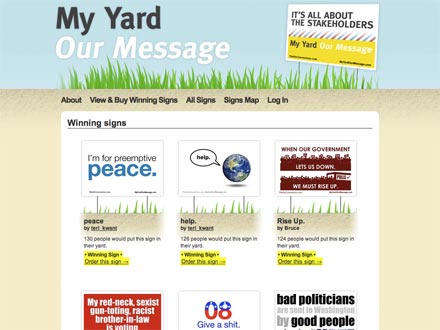 My Yard
Our Message
IT'S ALL ABOUT
THE STAKEHOLDERS
My Yard Our Message
About View & Buy Winning Signs All Signs Signs Map Log In
Winning signs
I'm for preemptive
peace.
help.
WHEN OUR GOVERNMENT
LETS US DOWN,
WE MUST RISE UP.
peace
by teri_kwant
130 people would put this sign in
their yard.
• Winning Sign •
Order this sign →
help.
by teri_kwant
126 people would put this sign in
their yard.
• Winning Sign •
Order this sign →
Rise Up.
by Bruce
124 people would put this sign in
their yard.
• Winning Sign •
Order this sign →
My red-neck, sexist
gun-toting, racist
brother-in-law
is voting.
08
Give a shit.
bad politicians
are sent to Washington
by good people